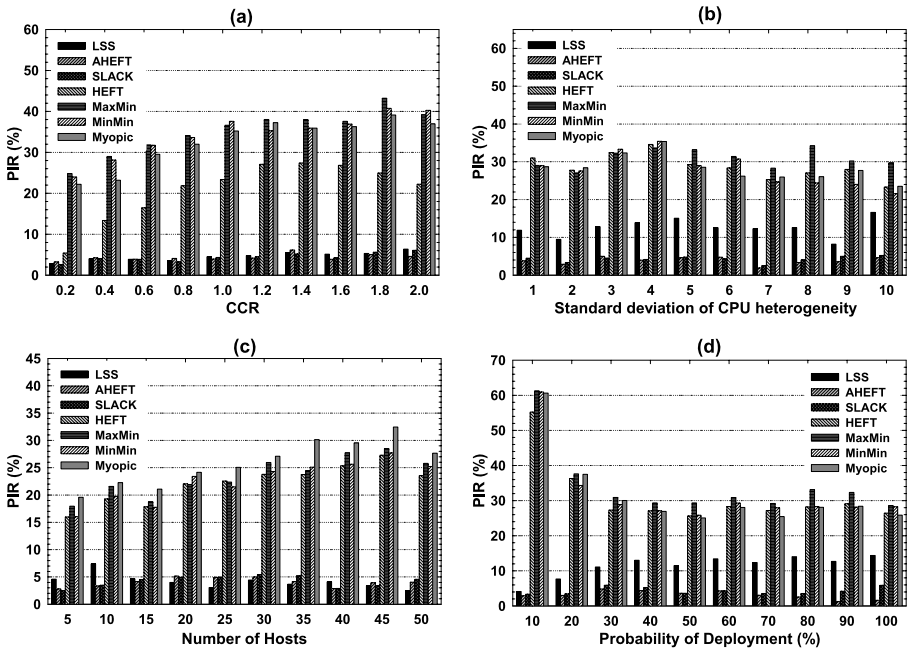 (a)
60
50
40
30
20
10
0
PIR (%)
LSS
AHEFT
SLACK
HEFT
MaxMin
MinMin
Myopic
0.2 0.4 0.6 0.8 1.0 1.2 1.4 1.6 1.8 2.0
CCR
(b)
60
50
40
30
20
10
0
PIR (%)
LSS
AHEFT
SLACK
HEFT
MaxMin
MinMin
Myopic
1 2 3 4 5 6 7 8 9 10
Standard deviation of CPU heterogeneity
(c)
45
40
35
30
25
20
15
10
5
0
PIR (%)
LSS
AHEFT
SLACK
HEFT
MaxMin
MinMin
Myopic
5 10 15 20 25 30 35 40 45 50
Number of Hosts
(d)
70
60
50
40
30
20
10
0
PIR (%)
LSS
AHEFT
SLACK
HEFT
MaxMin
MinMin
Myopic
10 20 30 40 50 60 70 80 90 100
Probability of Deployment (%)